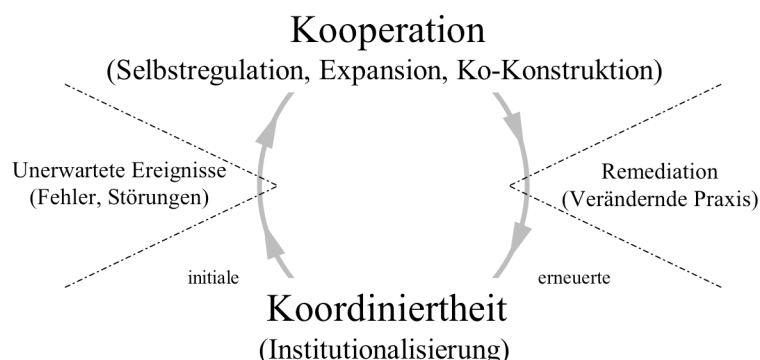 Kooperation
(Selbstregulation, Expansion, Ko-Konstruktion)
Unerwartete Ereignisse
(Fehler, Störungen)
Remediation
(Verändernde Praxis)
initiale
erneuerte
Koordiniertheit
(Institutionalisierung)